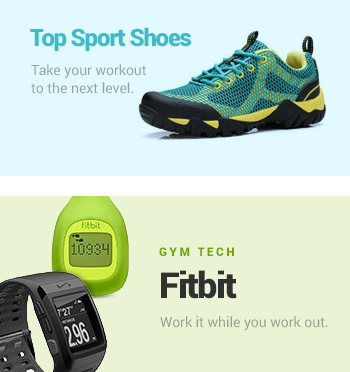 Top Sport Shoes
Take your workout
to the next level.
fitbit
10934
GYM TECH
Fitbit
7'27"
2.96
Work it while you work out.